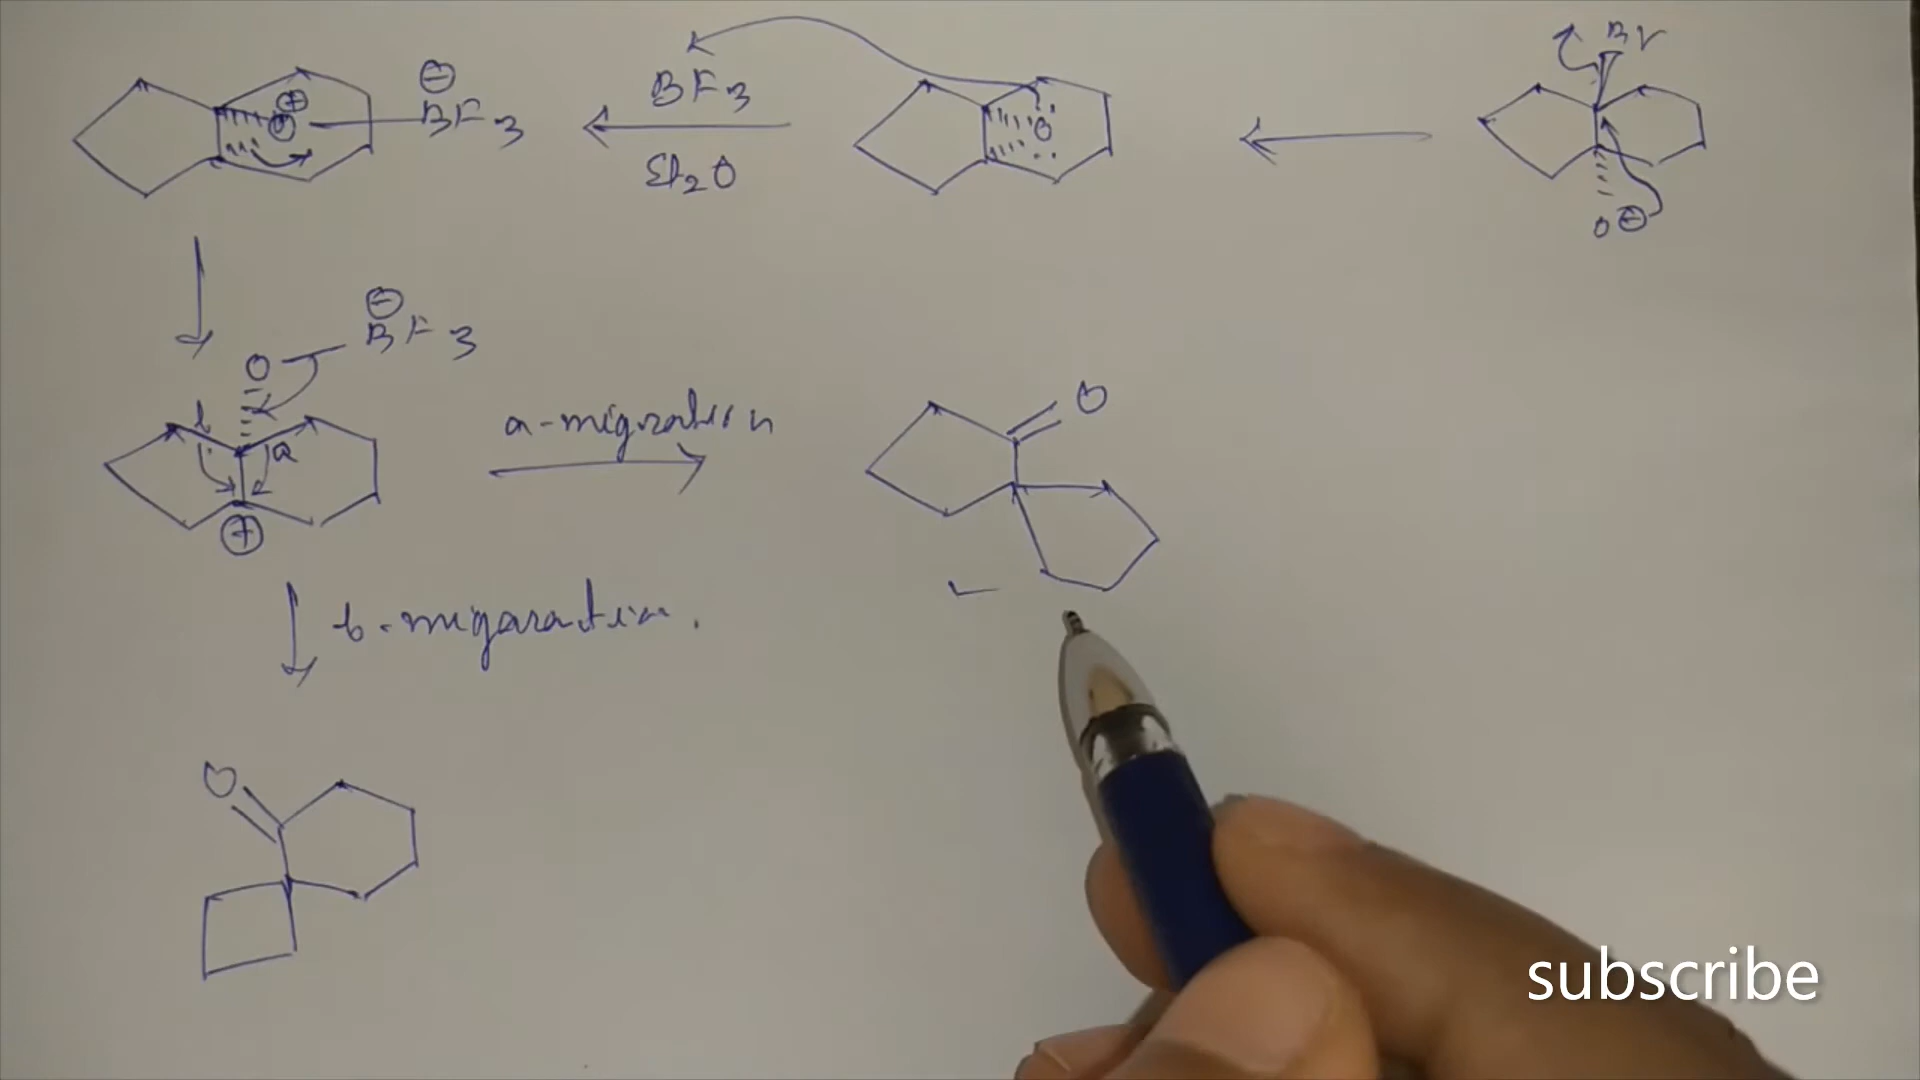 Br
⊖
BF3
BF3
⊕
O
O
Et2O
O⊖
⊖
BF3
O
O
a-migration
b
a
⊕
b-migaration.
O
subscribe